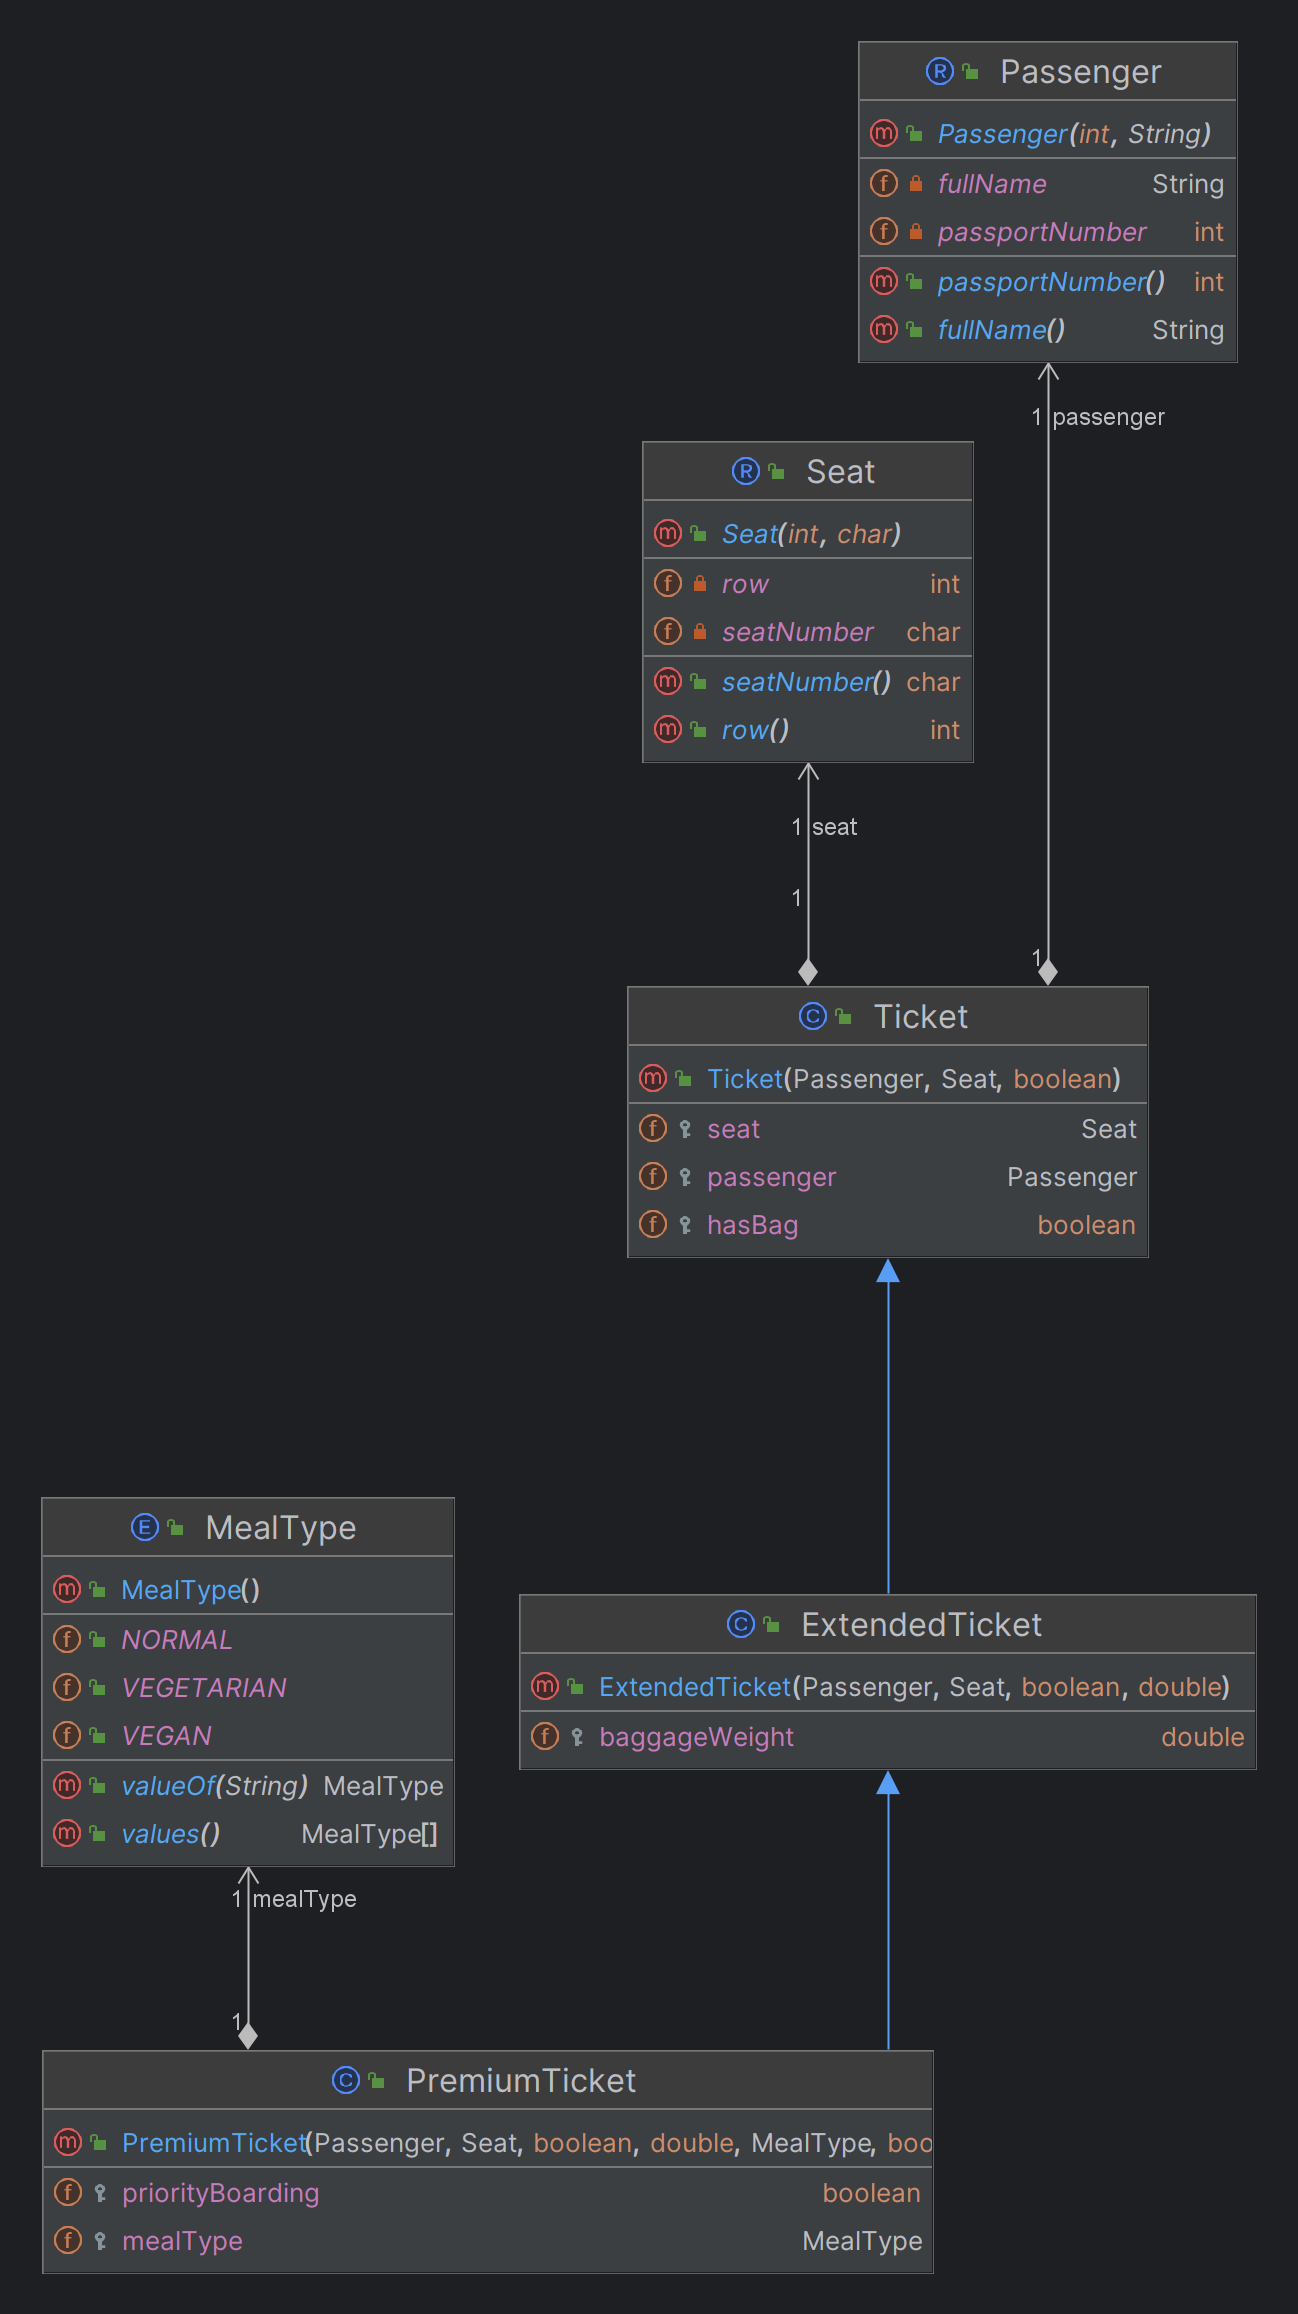 R Passenger
m Passenger(int, String)
f fullName String
f passportNumber int
m passportNumber() int
m fullName() String
1 passenger
R Seat
m Seat(int, char)
f row int
f seatNumber char
m seatNumber() char
m row() int
1 seat
1
1
C Ticket
m Ticket(Passenger, Seat, boolean)
f seat Seat
f passenger Passenger
f hasBag boolean
E MealType
m MealType()
f NORMAL
f VEGETARIAN
f VEGAN
m valueOf(String) MealType
m values() MealType[]
C ExtendedTicket
m ExtendedTicket(Passenger, Seat, boolean, double)
f baggageWeight double
1 mealType
1
C PremiumTicket
m PremiumTicket(Passenger, Seat, boolean, double, MealType, boo
f priorityBoarding boolean
f mealType MealType